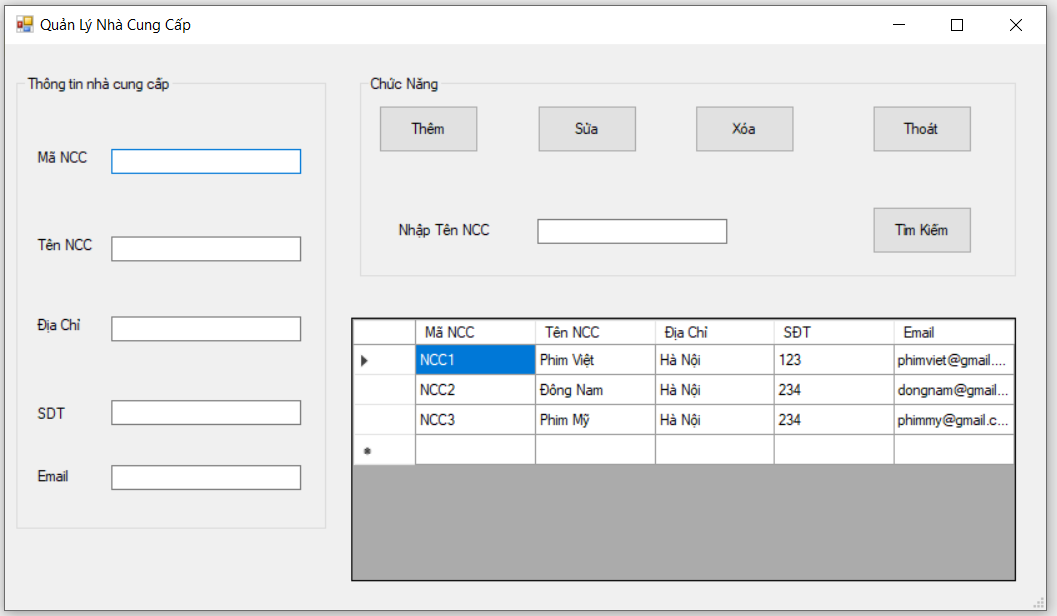 Quản Lý Nhà Cung Cấp
Thông tin nhà cung cấp
Mã NCC
Tên NCC
Địa Chỉ
SDT
Email
Chức Năng
Thêm Sửa Xóa Thoát
Nhập Tên NCC Tìm Kiếm
Mã NCC Tên NCC Địa Chỉ SĐT Email
NCC1 Phim Việt Hà Nội 123 phimviet@gmail....
NCC2 Đông Nam Hà Nội 234 dongnam@gmail...
NCC3 Phim Mỹ Hà Nội 234 phimmy@gmail.c...